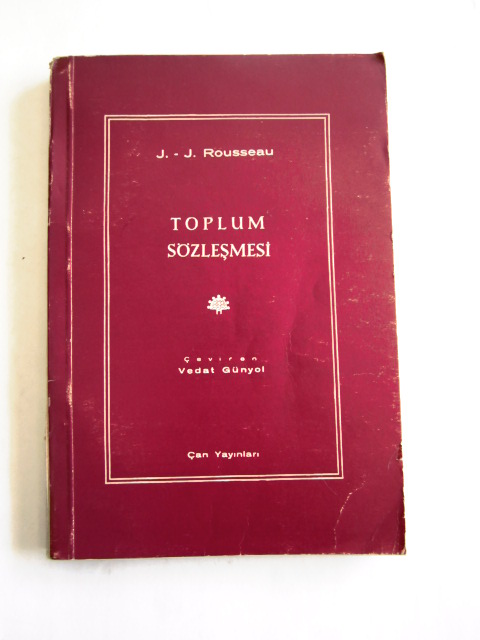 J. - J. Rousseau
TOPLUM
SÖZLEŞMESİ
Çeviren
Vedat Günyol
Çan Yayınları